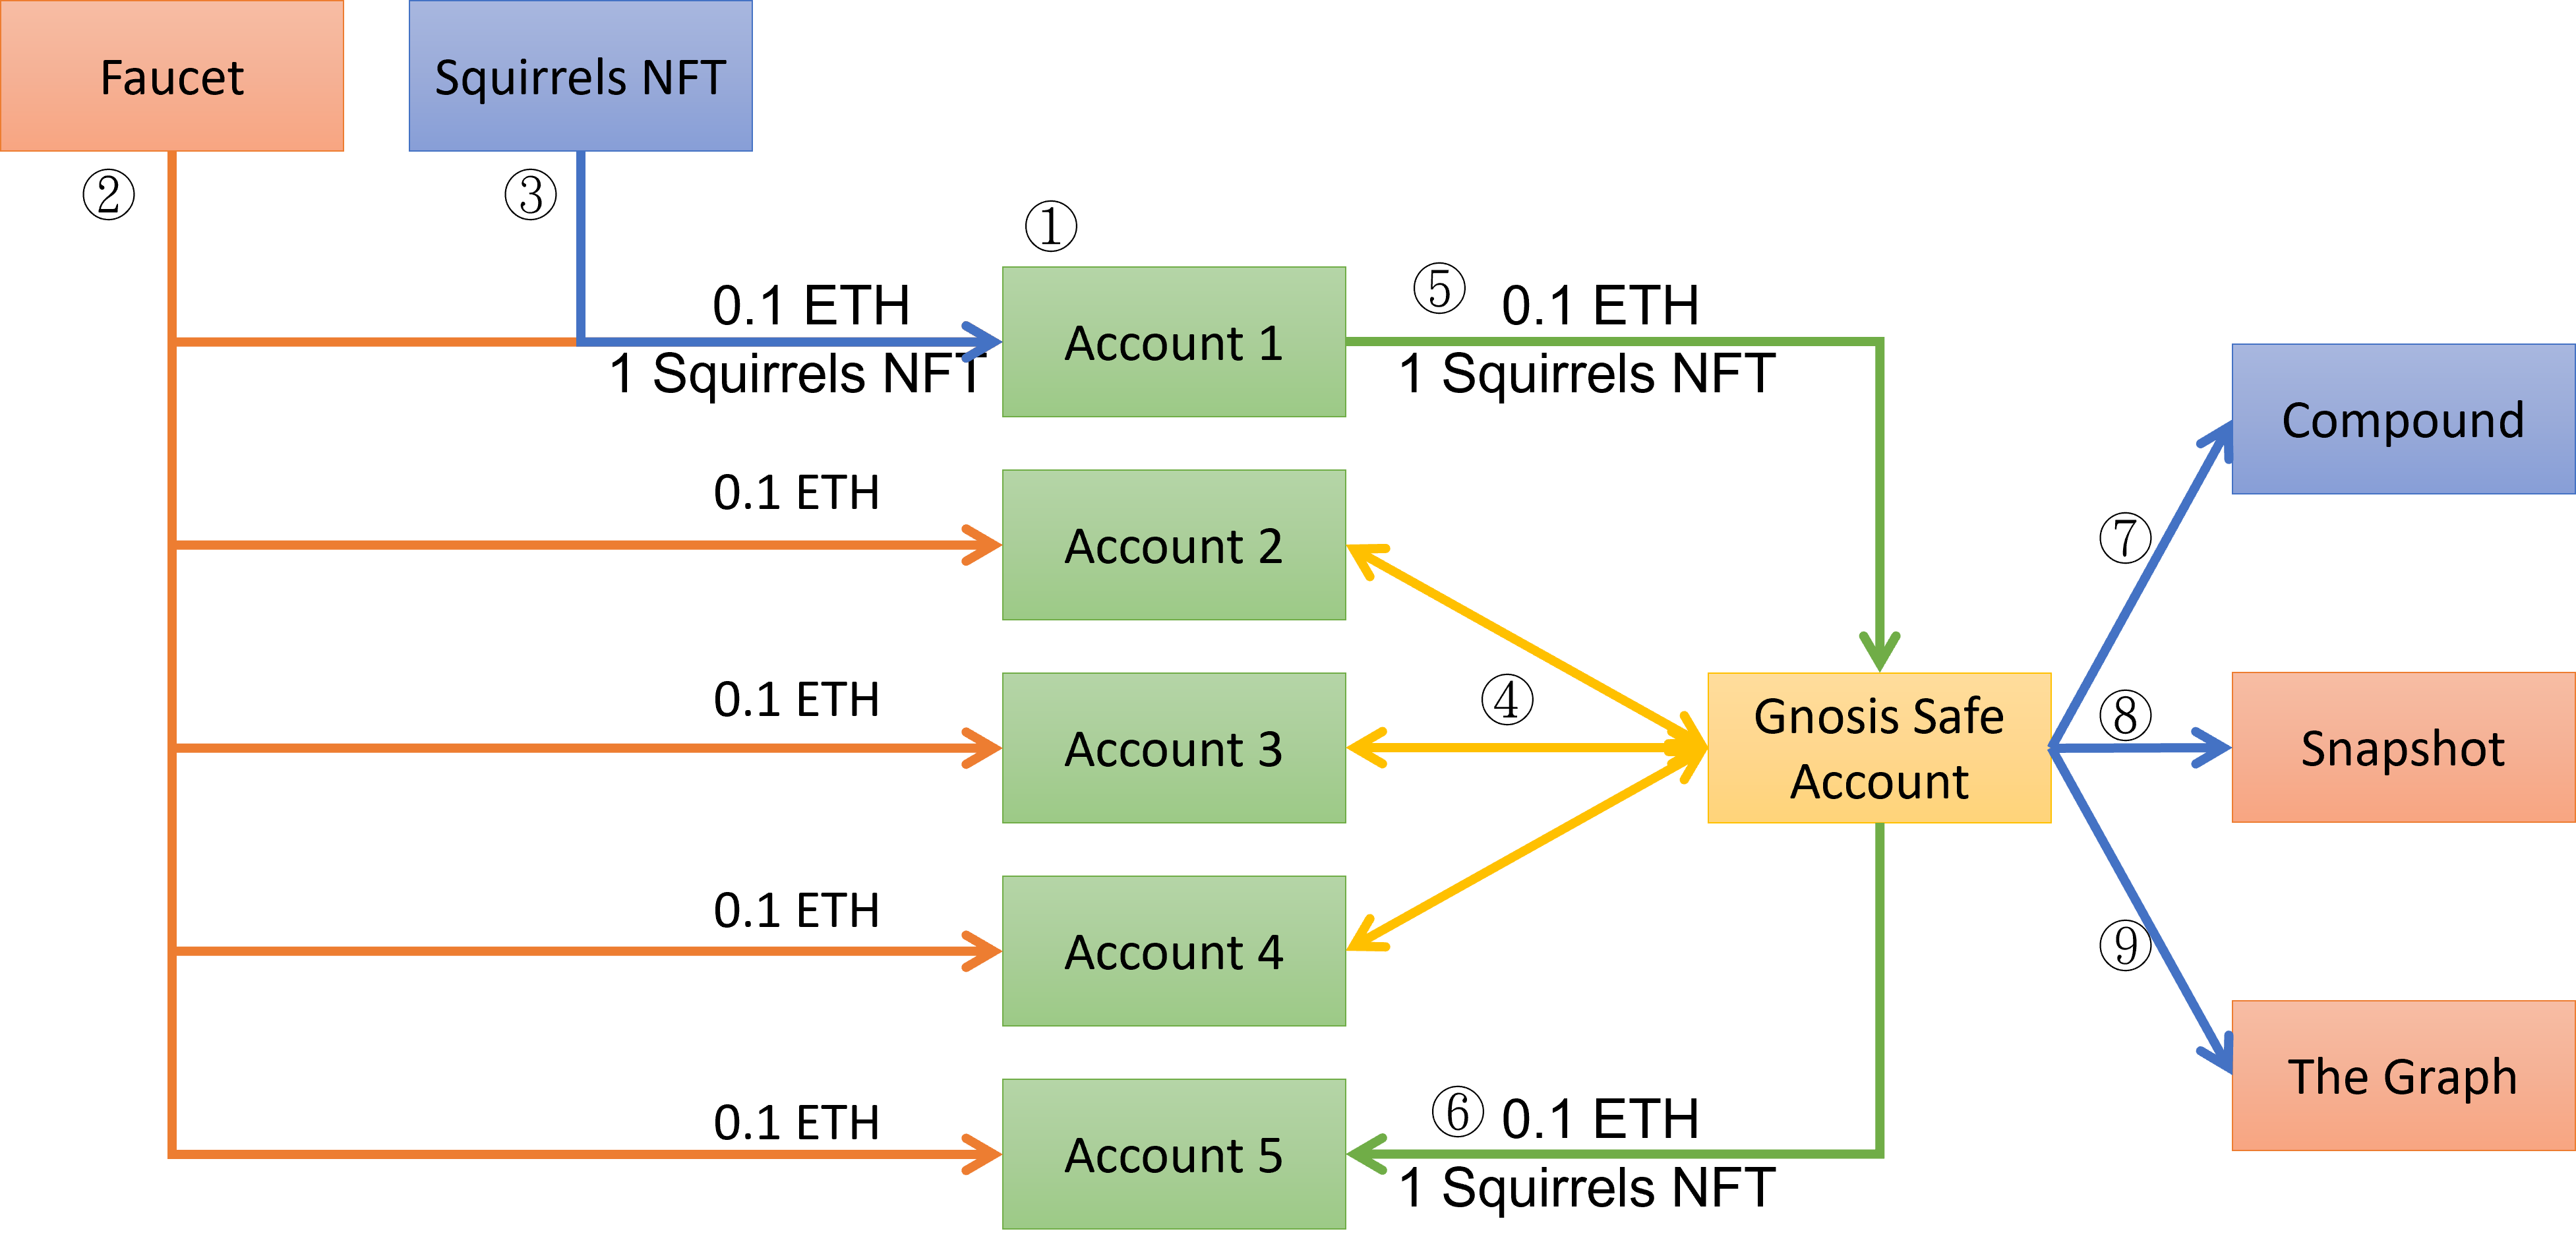 Faucet
Squirrels NFT
②
③
①
0.1 ETH
1 Squirrels NFT
Account 1
⑤
0.1 ETH
1 Squirrels NFT
Compound
0.1 ETH
Account 2
⑦
0.1 ETH
Account 3
④
Gnosis Safe
Account
⑧
Snapshot
0.1 ETH
Account 4
⑨
The Graph
0.1 ETH
Account 5
⑥
0.1 ETH
1 Squirrels NFT